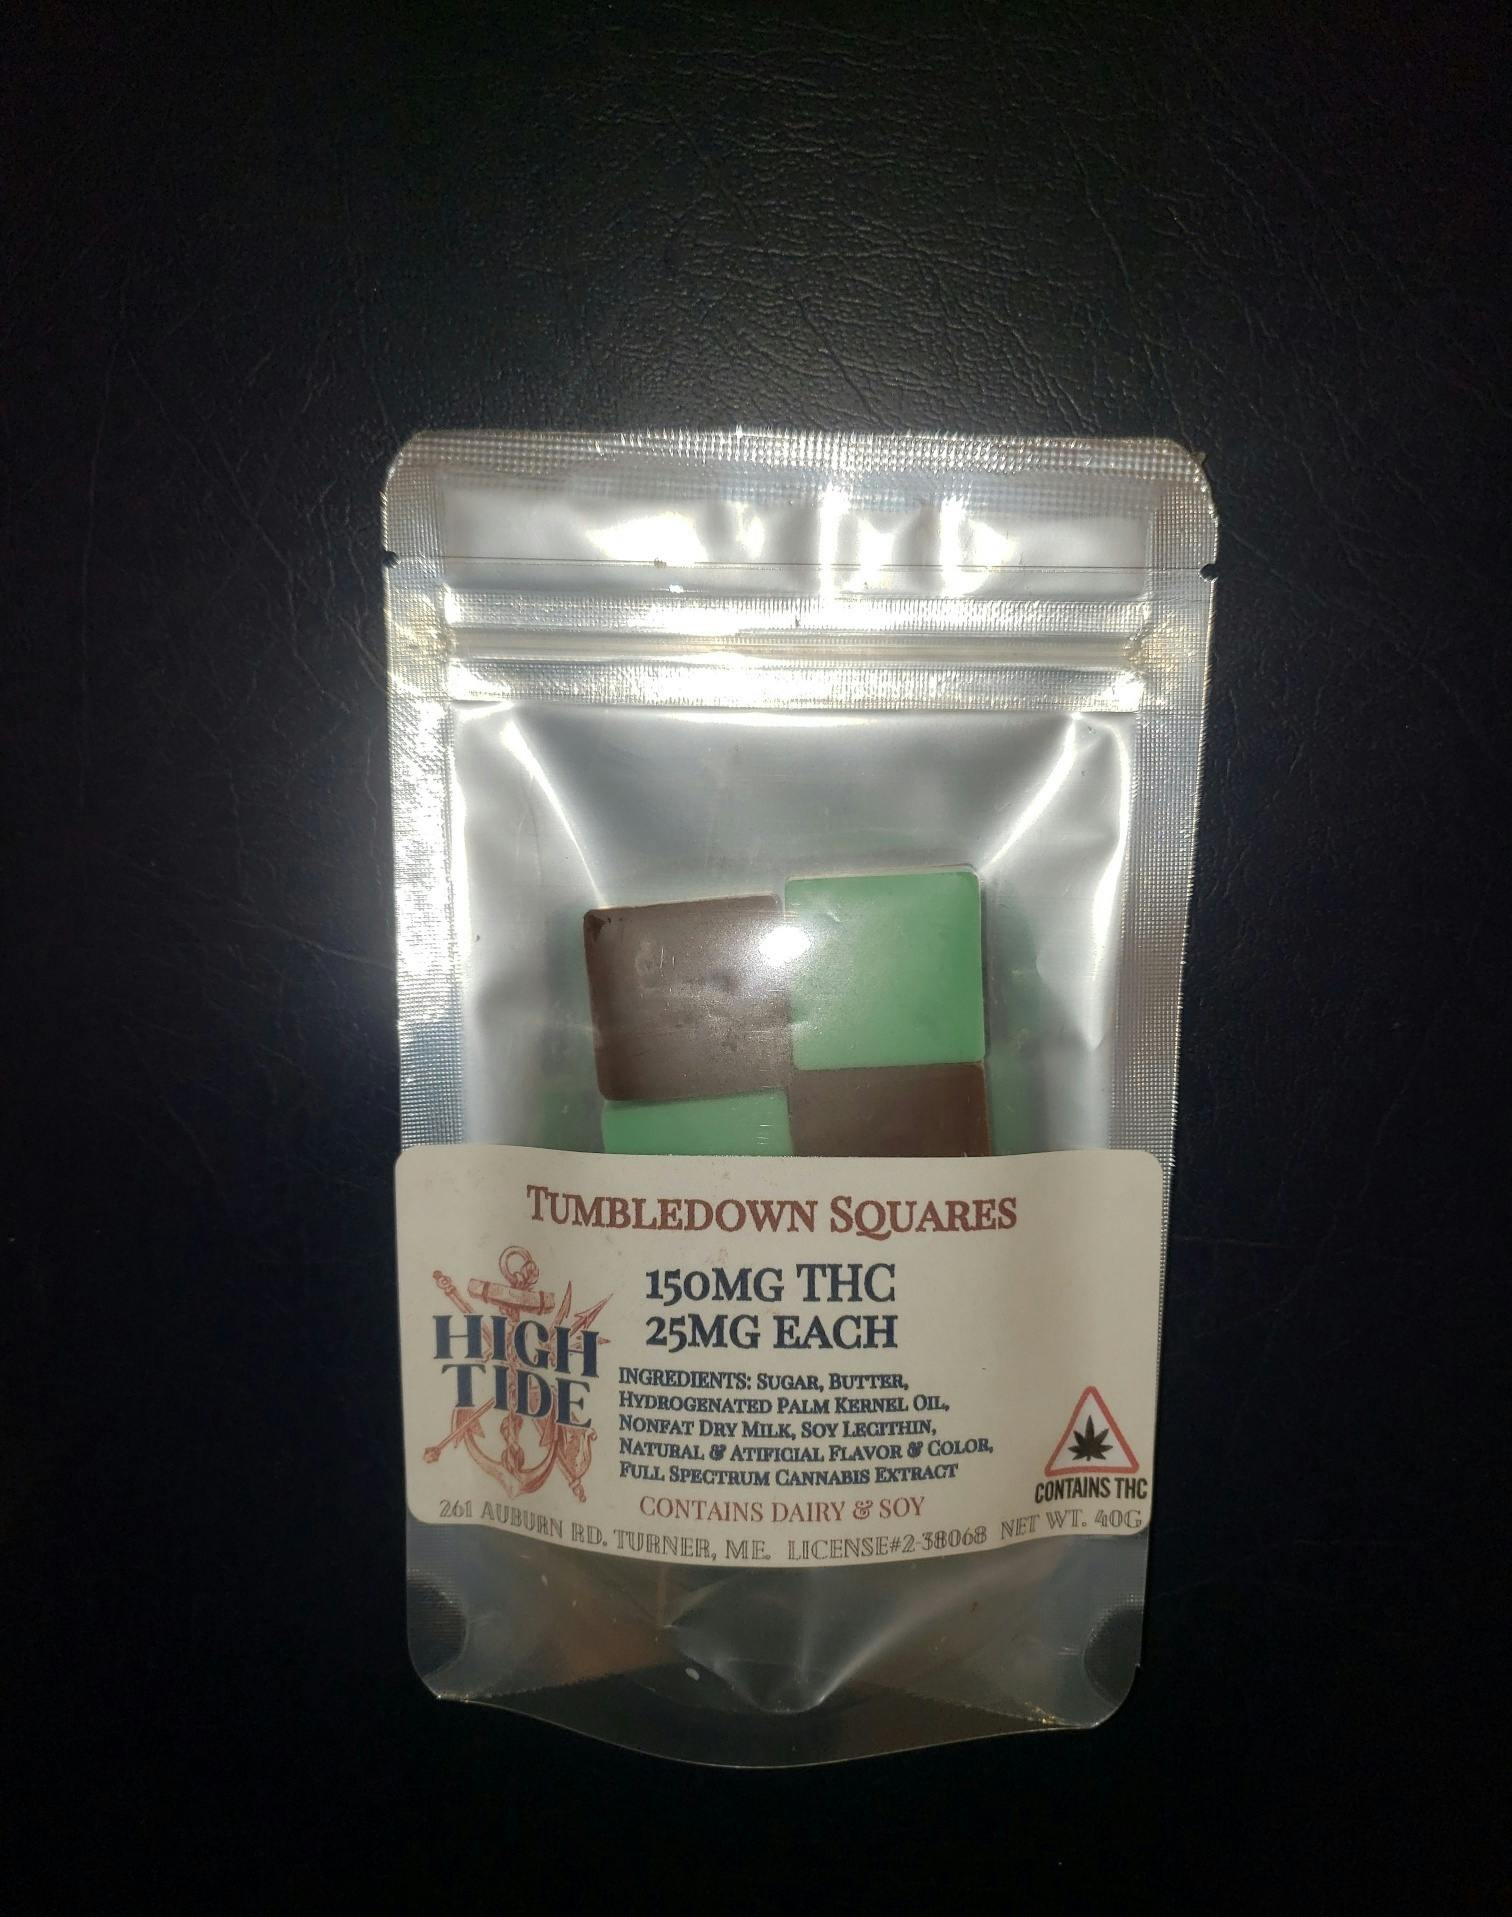 TUMBLEDOWN SQUARES
HIGH
TIDE
150MG THC
25MG EACH
INGREDIENTS: SUGAR, BUTTER,
HYDROGENATED PALM KERNEL OIL,
NONFAT DRY MILK, SOY LECITHIN,
NATURAL & ATIFICIAL FLAVOR & COLOR,
FULL SPECTRUM CANNABIS EXTRACT
CONTAINS DAIRY & SOY
CONTAINS THC
261 AUBURN RD. TURNER, ME. LICENSE#2-38068 NET WT. 40G